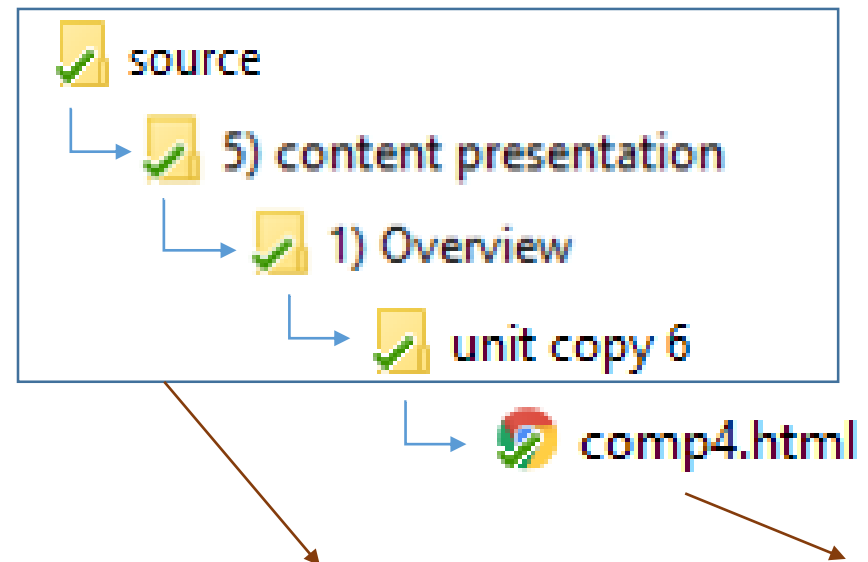 source
5) content presentation
1) Overview
unit copy 6
comp4.html